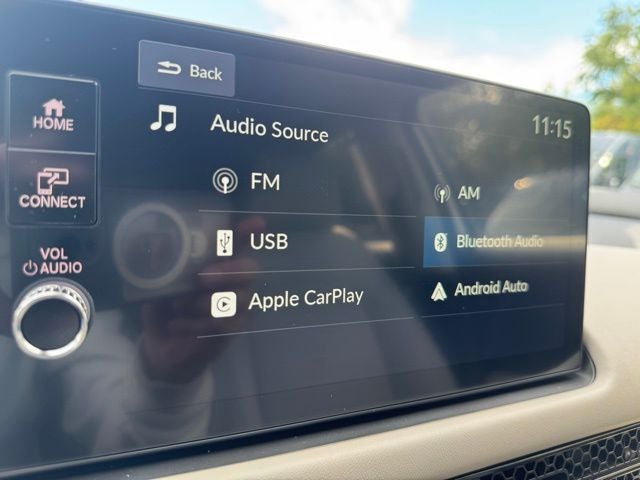 Back
HOME
Audio Source
11:15
CONNECT
FM
AM
USB
Bluetooth Audio
VOL
AUDIO
Apple CarPlay
Android Auto